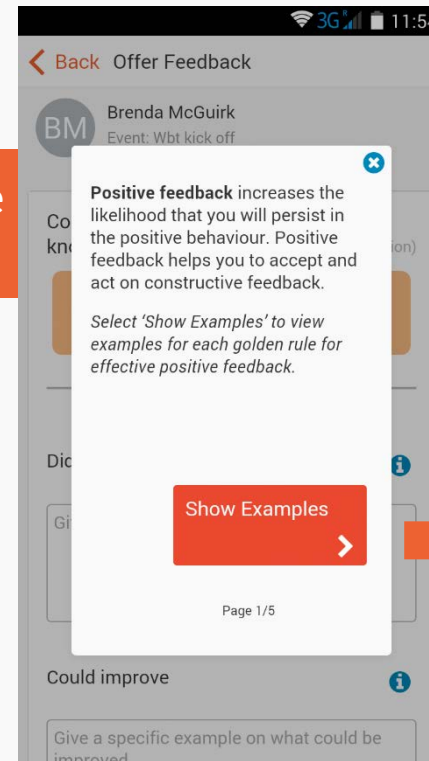 3G 11:54
Back Offer Feedback
BM
Brenda McGuirk
Event: Wbt kick off
e
Positive feedback increases the
likelihood that you will persist in
the positive behaviour. Positive
feedback helps you to accept and
act on constructive feedback.
Select ‘Show Examples’ to view
examples for each golden rule for
effective positive feedback.
Show Examples
Page 1/5
Could improve
Give a specific example on what could be
improved